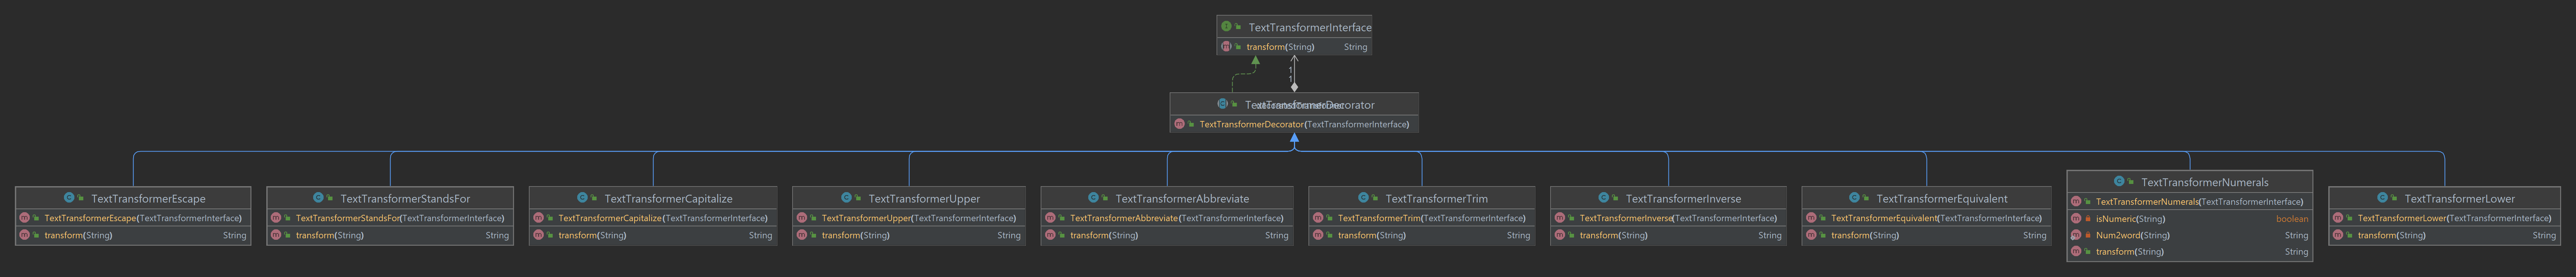 TextTransformerInterface
transform(String) String
1
1
TextTransformerDecorator
TextTransformerDecorator(TextTransformerInterface)
TextTransformerEscape
TextTransformerEscape(TextTransformerInterface)
transform(String) String
TextTransformerStandsFor
TextTransformerStandsFor(TextTransformerInterface)
transform(String) String
TextTransformerCapitalize
TextTransformerCapitalize(TextTransformerInterface)
transform(String) String
TextTransformerUpper
TextTransformerUpper(TextTransformerInterface)
transform(String) String
TextTransformerAbbreviate
TextTransformerAbbreviate(TextTransformerInterface)
transform(String) String
TextTransformerTrim
TextTransformerTrim(TextTransformerInterface)
transform(String) String
TextTransformerInverse
TextTransformerInverse(TextTransformerInterface)
transform(String) String
TextTransformerEquivalent
TextTransformerEquivalent(TextTransformerInterface)
transform(String) String
TextTransformerNumerals
TextTransformerNumerals(TextTransformerInterface)
isNumeric(String) boolean
Num2word(String) String
transform(String) String
TextTransformerLower
TextTransformerLower(TextTransformerInterface)
transform(String) String